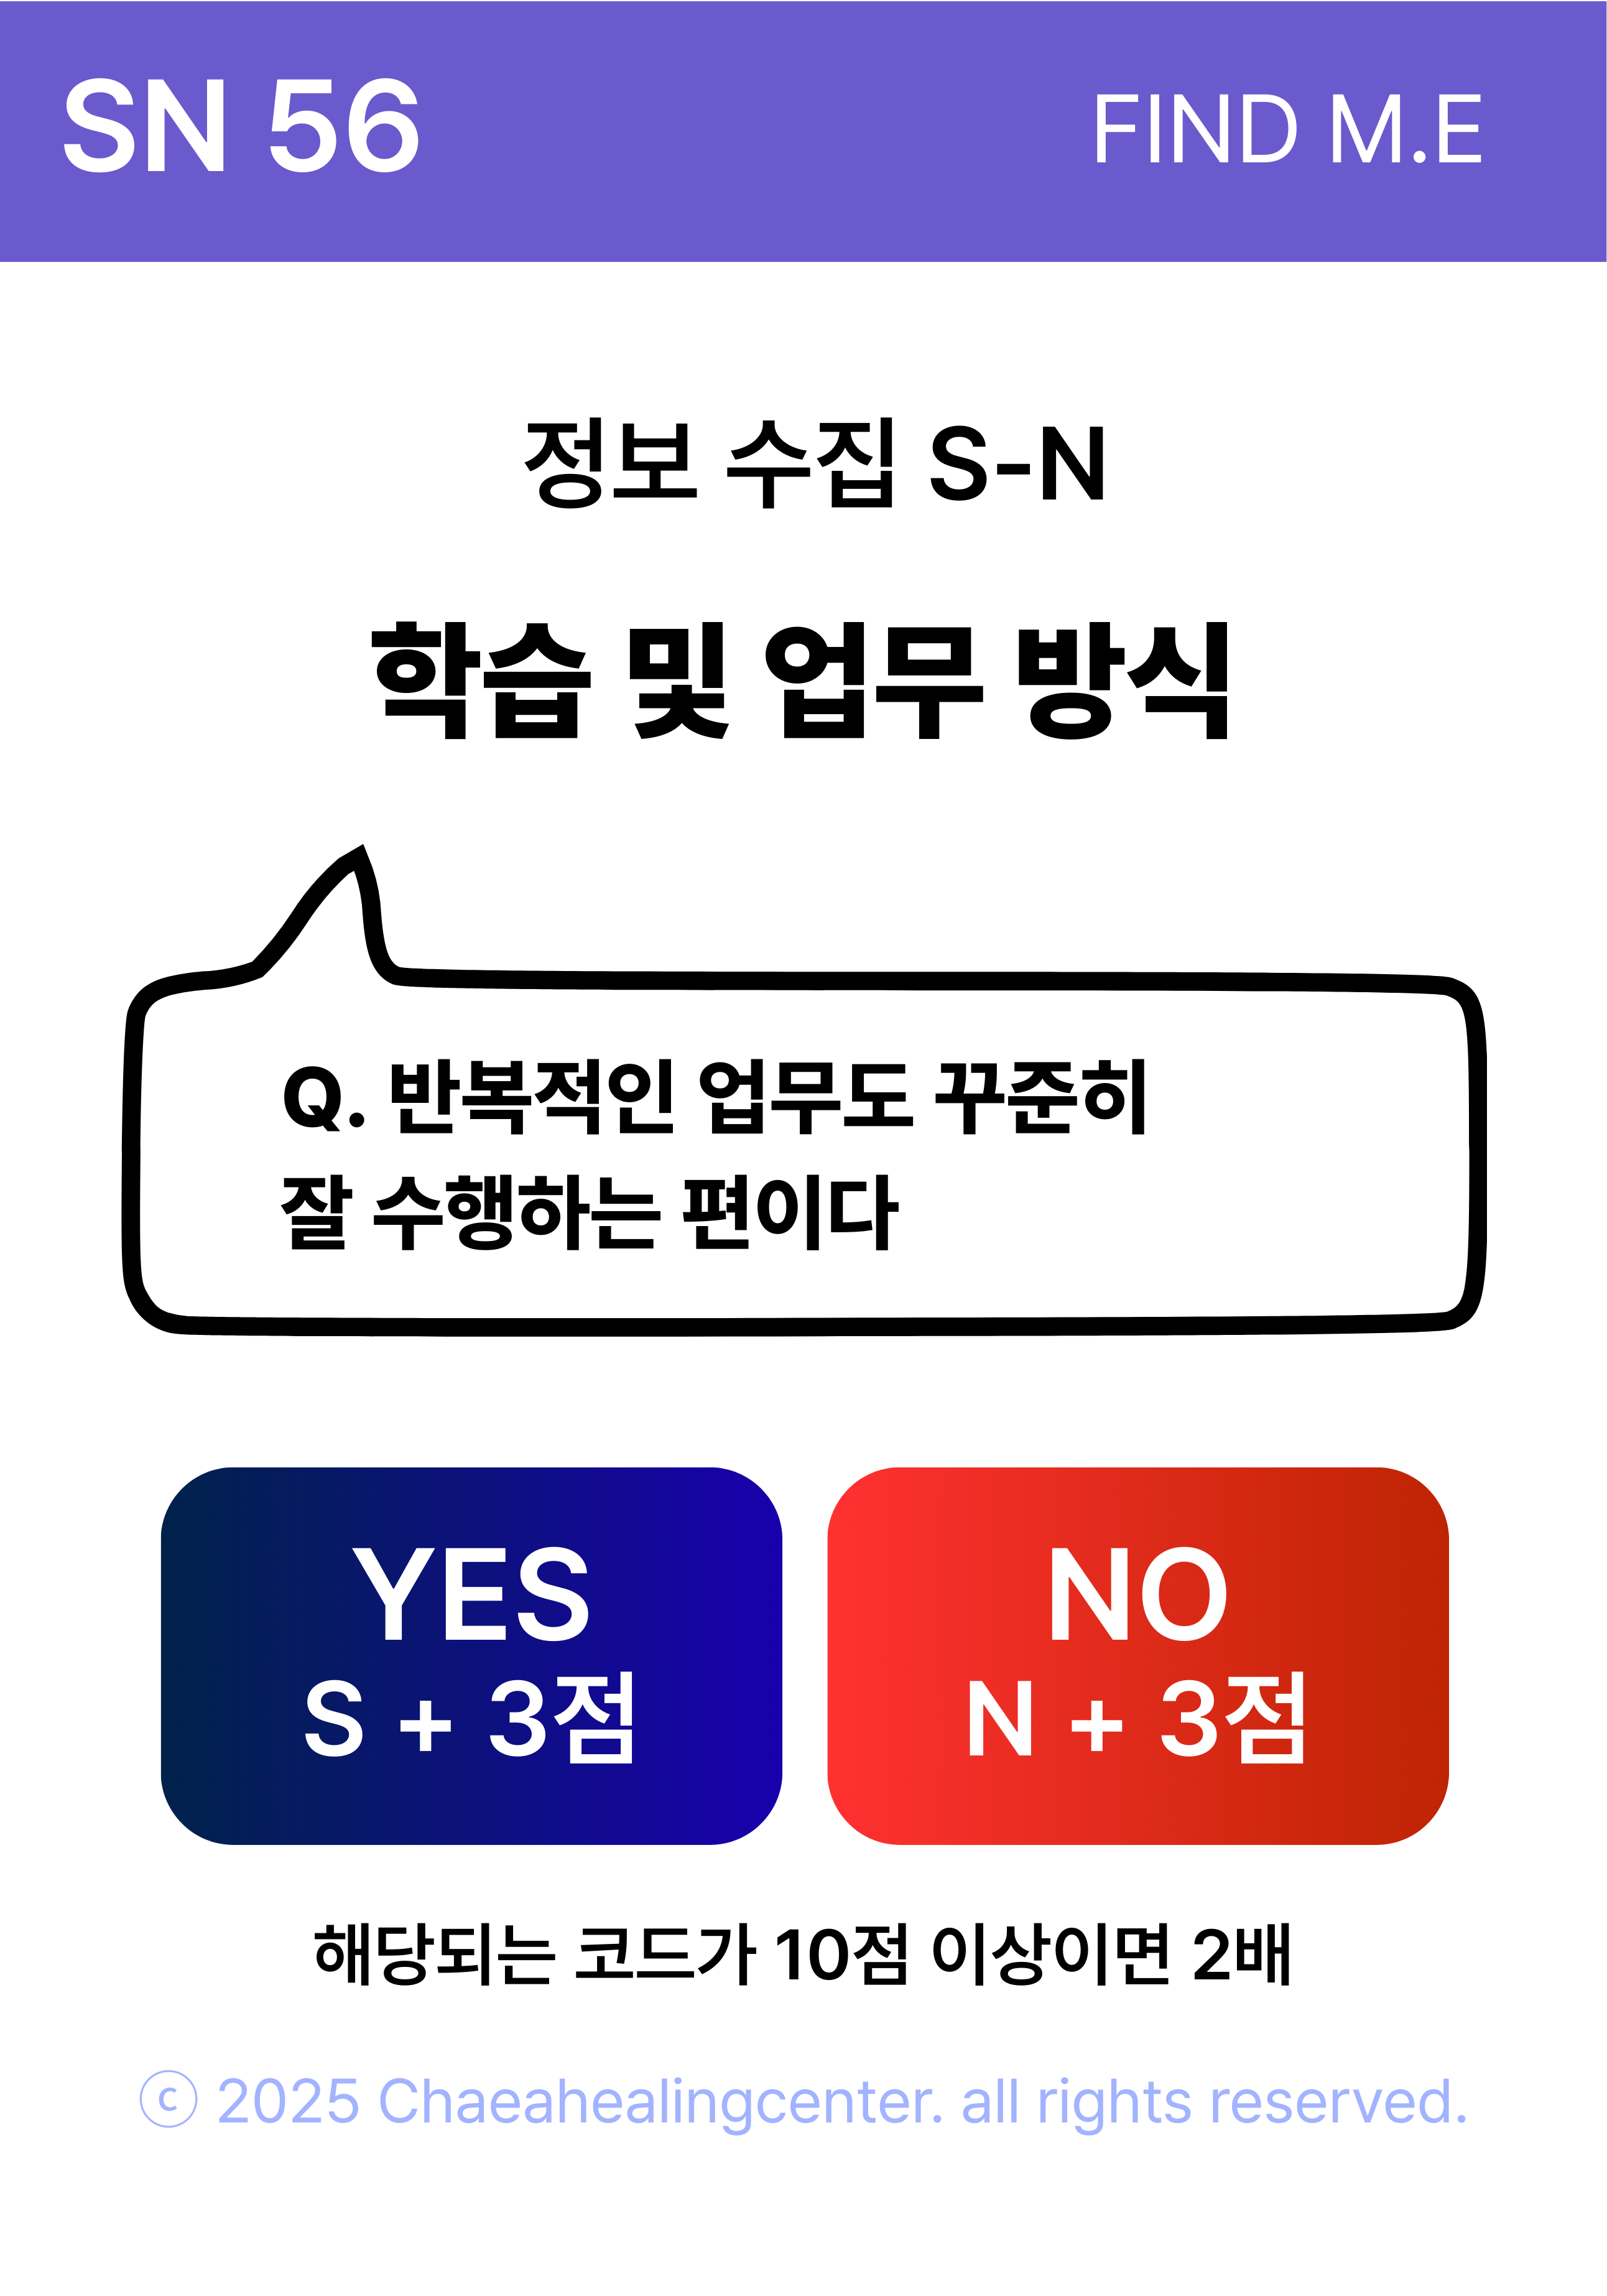 SN 56
FIND M.E
정보 수집 S-N
학습 및 업무 방식
Q. 반복적인 업무도 꾸준히
잘 수행하는 편이다
YES
S + 3점
NO
N + 3점
해당되는 코드가 10점 이상이면 2배
ⓒ 2025 Chaeahealingcenter. all rights reserved.